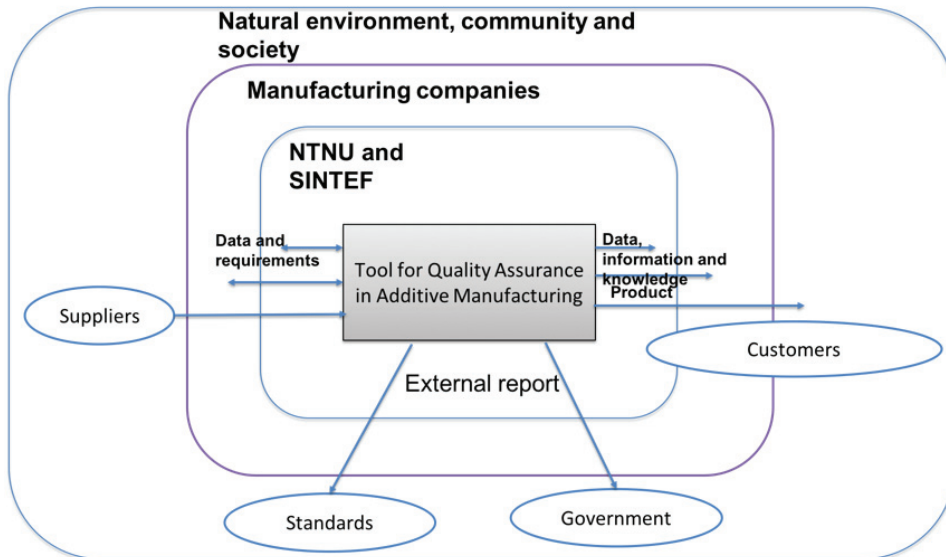 Natural environment, community and
society
Manufacturing companies
NTNU and
SINTEF
Data and
requirements
Tool for Quality Assurance
in Additive Manufacturing
Data,
information and
knowledge
Product
Suppliers
Customers
External report
Standards
Government